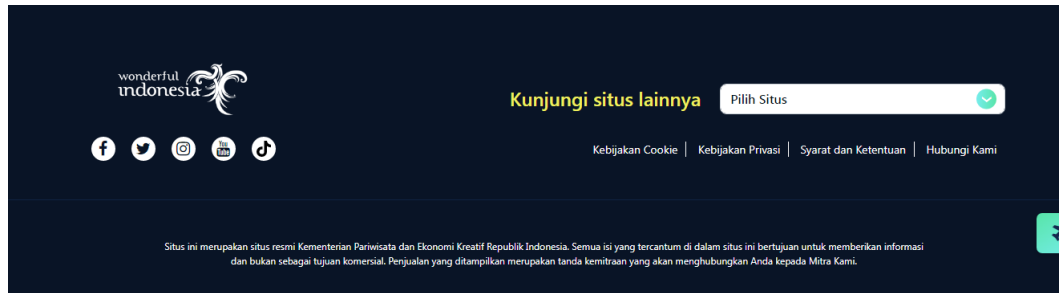 wonderful
indonesia
Kunjungi situs lainnya
Pilih Situs
You
Tube
Kebijakan Cookie | Kebijakan Privasi | Syarat dan Ketentuan | Hubungi Kami
Situs ini merupakan situs resmi Kementerian Pariwisata dan Ekonomi Kreatif Republik Indonesia. Semua isi yang tercantum di dalam situs ini bertujuan untuk memberikan informasi
dan bukan sebagai tujuan komersial. Penjualan yang ditampilkan merupakan tanda kemitraan yang akan menghubungkan Anda kepada Mitra Kami.